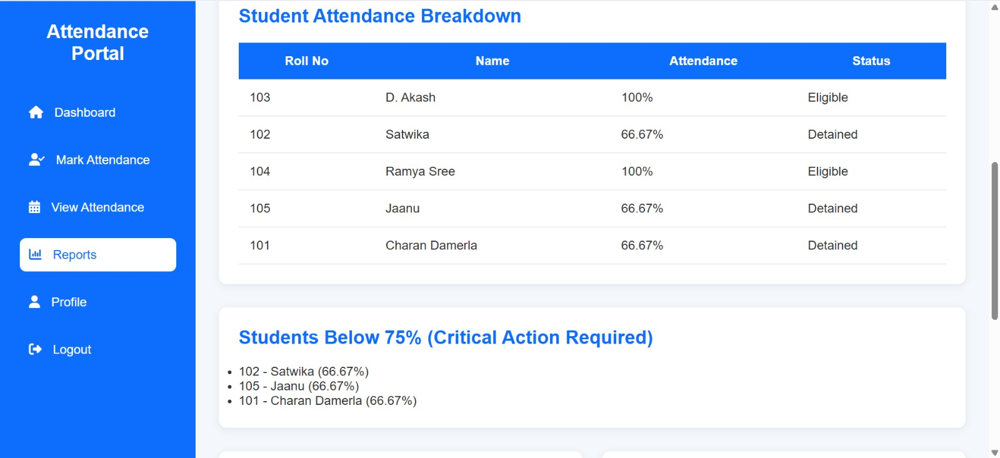 Attendance
Portal
Dashboard
Mark Attendance
View Attendance
Reports
Profile
Logout
Student Attendance Breakdown
Roll No Name Attendance Status
103 D. Akash 100% Eligible
102 Satwika 66.67% Detained
104 Ramya Sree 100% Eligible
105 Jaanu 66.67% Detained
101 Charan Damerla 66.67% Detained
Students Below 75% (Critical Action Required)
102 - Satwika (66.67%)
105 - Jaanu (66.67%)
101 - Charan Damerla (66.67%)